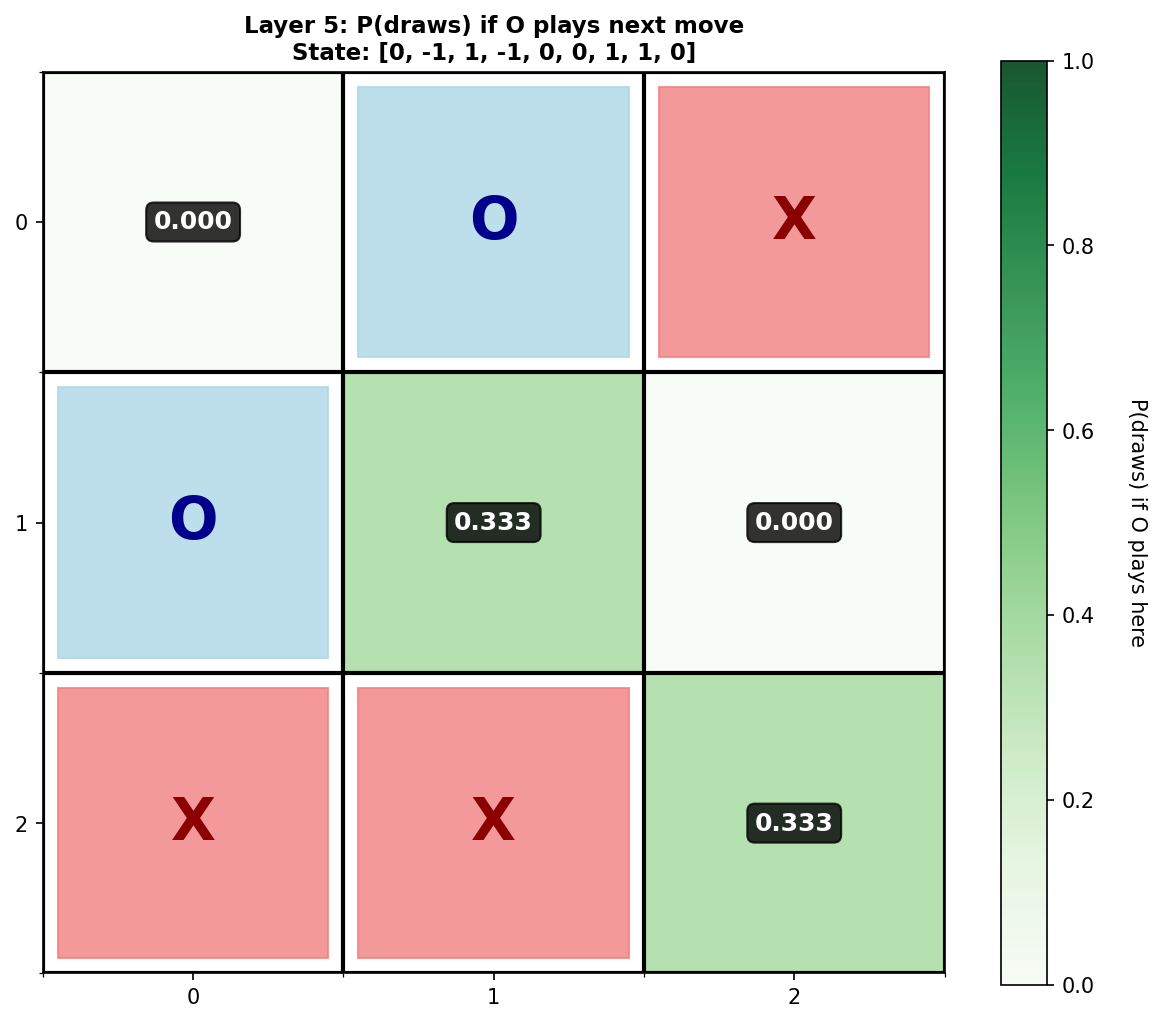 Layer 5: P(draws) if O plays next move
State: [0, -1, 1, -1, 0, 0, 1, 1, 0]
1.0
0.8
0.6
0.4
0.2
0.0
P(draws) if O plays here
0
0.000
O
X
1
O
0.333
0.000
2
X
X
0.333
0
1
2